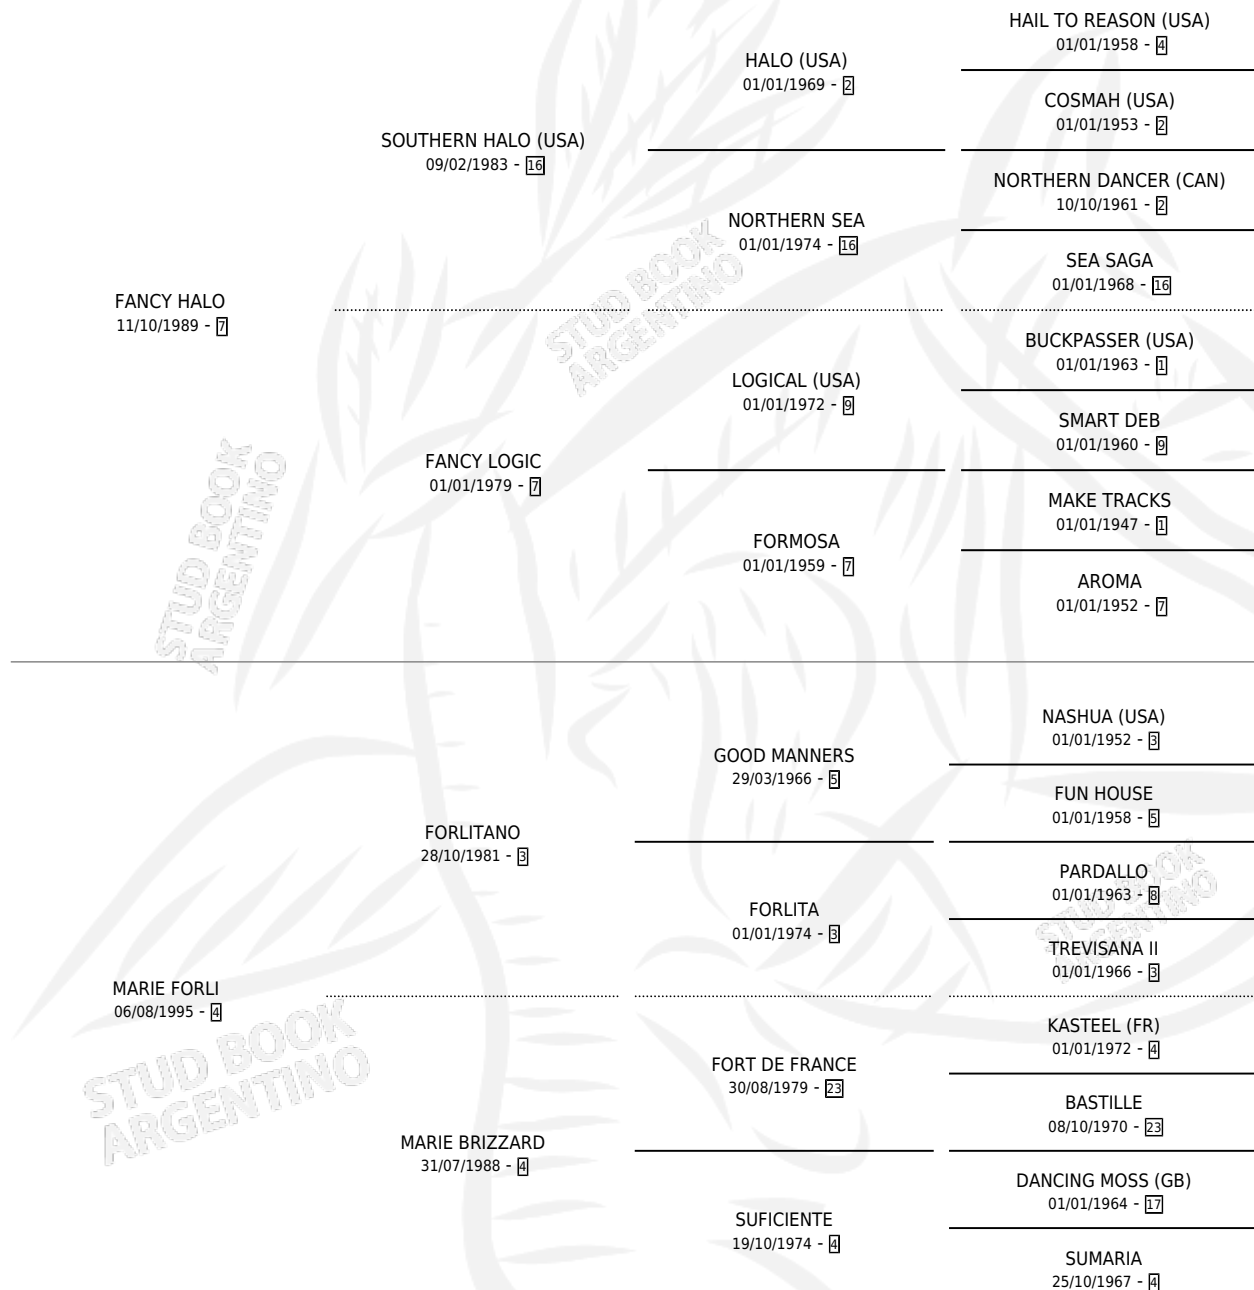 HAIL TO REASON (USA)
01/01/1958 - 4
HALO (USA)
01/01/1969 - 2
COSMAH (USA)
01/01/1953 - 2
SOUTHERN HALO (USA)
09/02/1983 - 16
NORTHERN DANCER (CAN)
10/10/1961 - 2
NORTHERN SEA
01/01/1974 - 16
SEA SAGA
01/01/1968 - 16
FANCY HALO
11/10/1989 - 7
BUCKPASSER (USA)
01/01/1963 - 1
LOGICAL (USA)
01/01/1972 - 9
SMART DEB
01/01/1960 - 9
FANCY LOGIC
01/01/1979 - 7
MAKE TRACKS
01/01/1947 - 1
FORMOSA
01/01/1959 - 7
AROMA
01/01/1952 - 7
NASHUA (USA)
01/01/1952 - 3
GOOD MANNERS
29/03/1966 - 5
FUN HOUSE
01/01/1958 - 5
FORLITANO
28/10/1981 - 3
PARDALLO
01/01/1963 - 8
FORLITA
01/01/1974 - 3
TREVISANA II
01/01/1966 - 3
MARIE FORLI
06/08/1995 - 4
KASTEEL (FR)
01/01/1972 - 4
FORT DE FRANCE
30/08/1979 - 23
BASTILLE
08/10/1970 - 23
MARIE BRIZZARD
31/07/1988 - 4
DANCING MOSS (GB)
01/01/1964 - 17
SUFICIENTE
19/10/1974 - 4
SUMARIA
25/10/1967 - 4
STUD BOOK
ARGENTINO
STUD BOOK
ARGENTINO
STUD BOOK
ARGENTINO
STUD BOOK
ARGENTINO